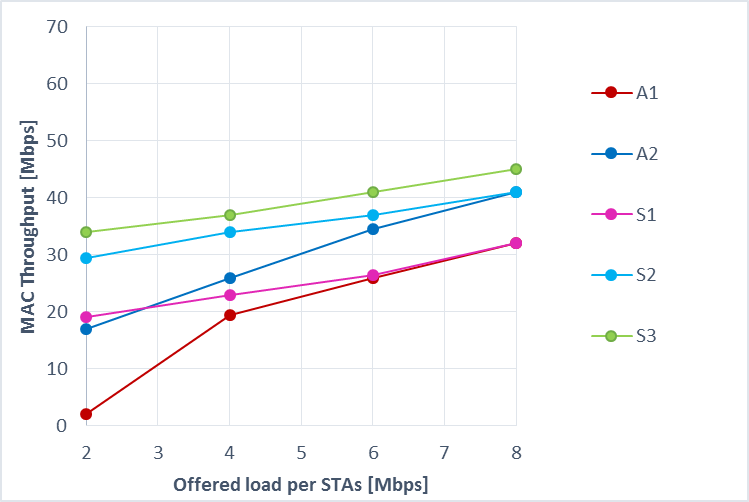 70
60
50
40
30
20
10
0
2 3 4 5 6 7 8
MAC Throughput [Mbps]
Offered load per STAs [Mbps]
A1
A2
S1
S2
S3